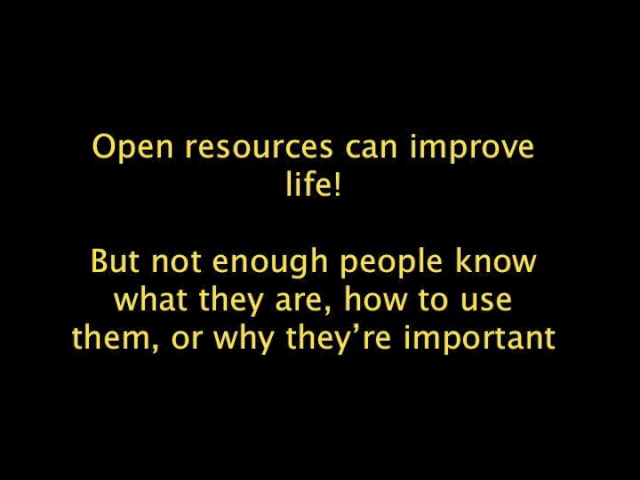 Open resources can improve
life!
But not enough people know
what they are, how to use
them, or why they’re important